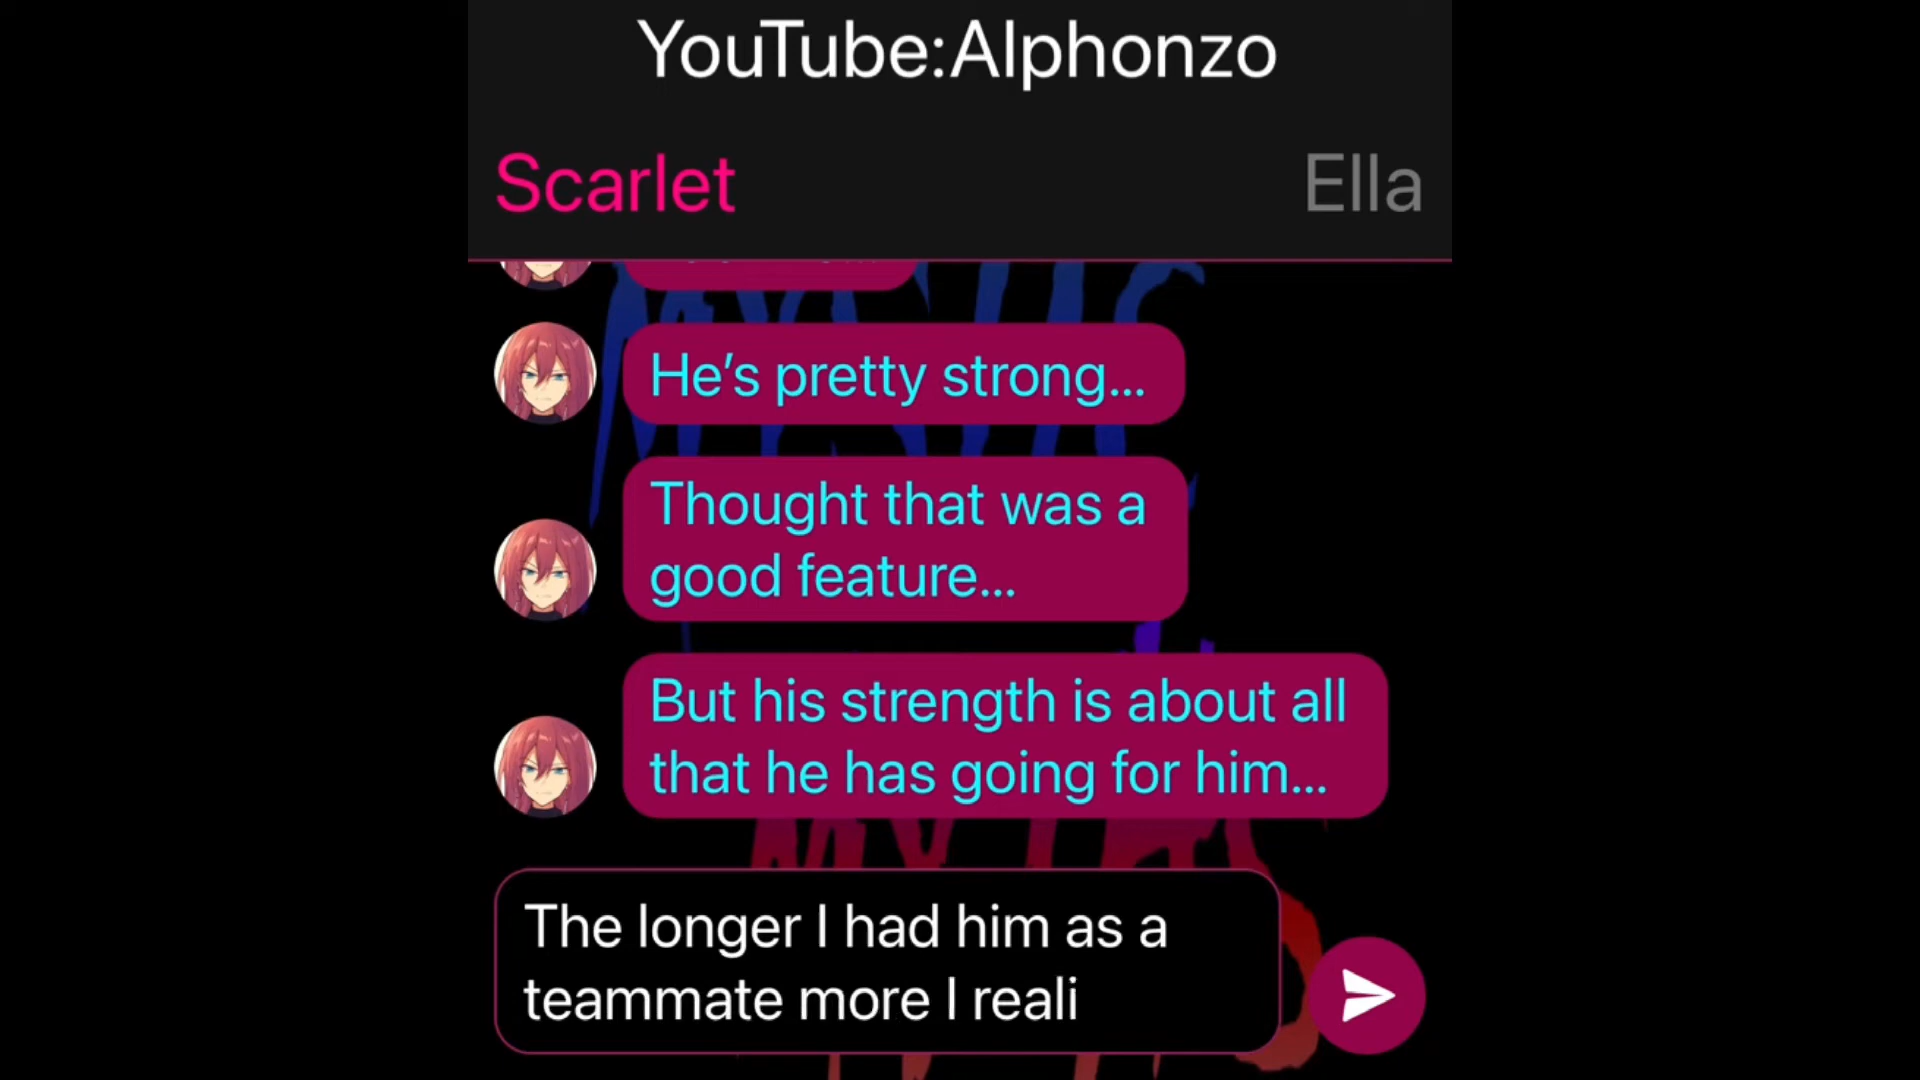 YouTube:Alphonzo
Scarlet
Ella
He’s pretty strong...
Thought that was a
good feature...
But his strength is about all
that he has going for him...
The longer I had him as a
teammate more I reali